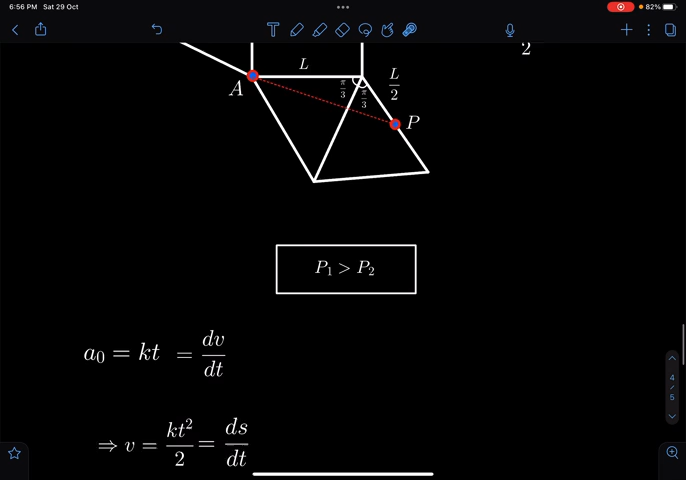 6:56 PM Sat 29 Oct 82%
2
L
L/2
A
π/3
π/3
P
P₁ > P₂
a₀ = kt = dv/dt
4
/
5
⇒ v = kt²/2 = ds/dt